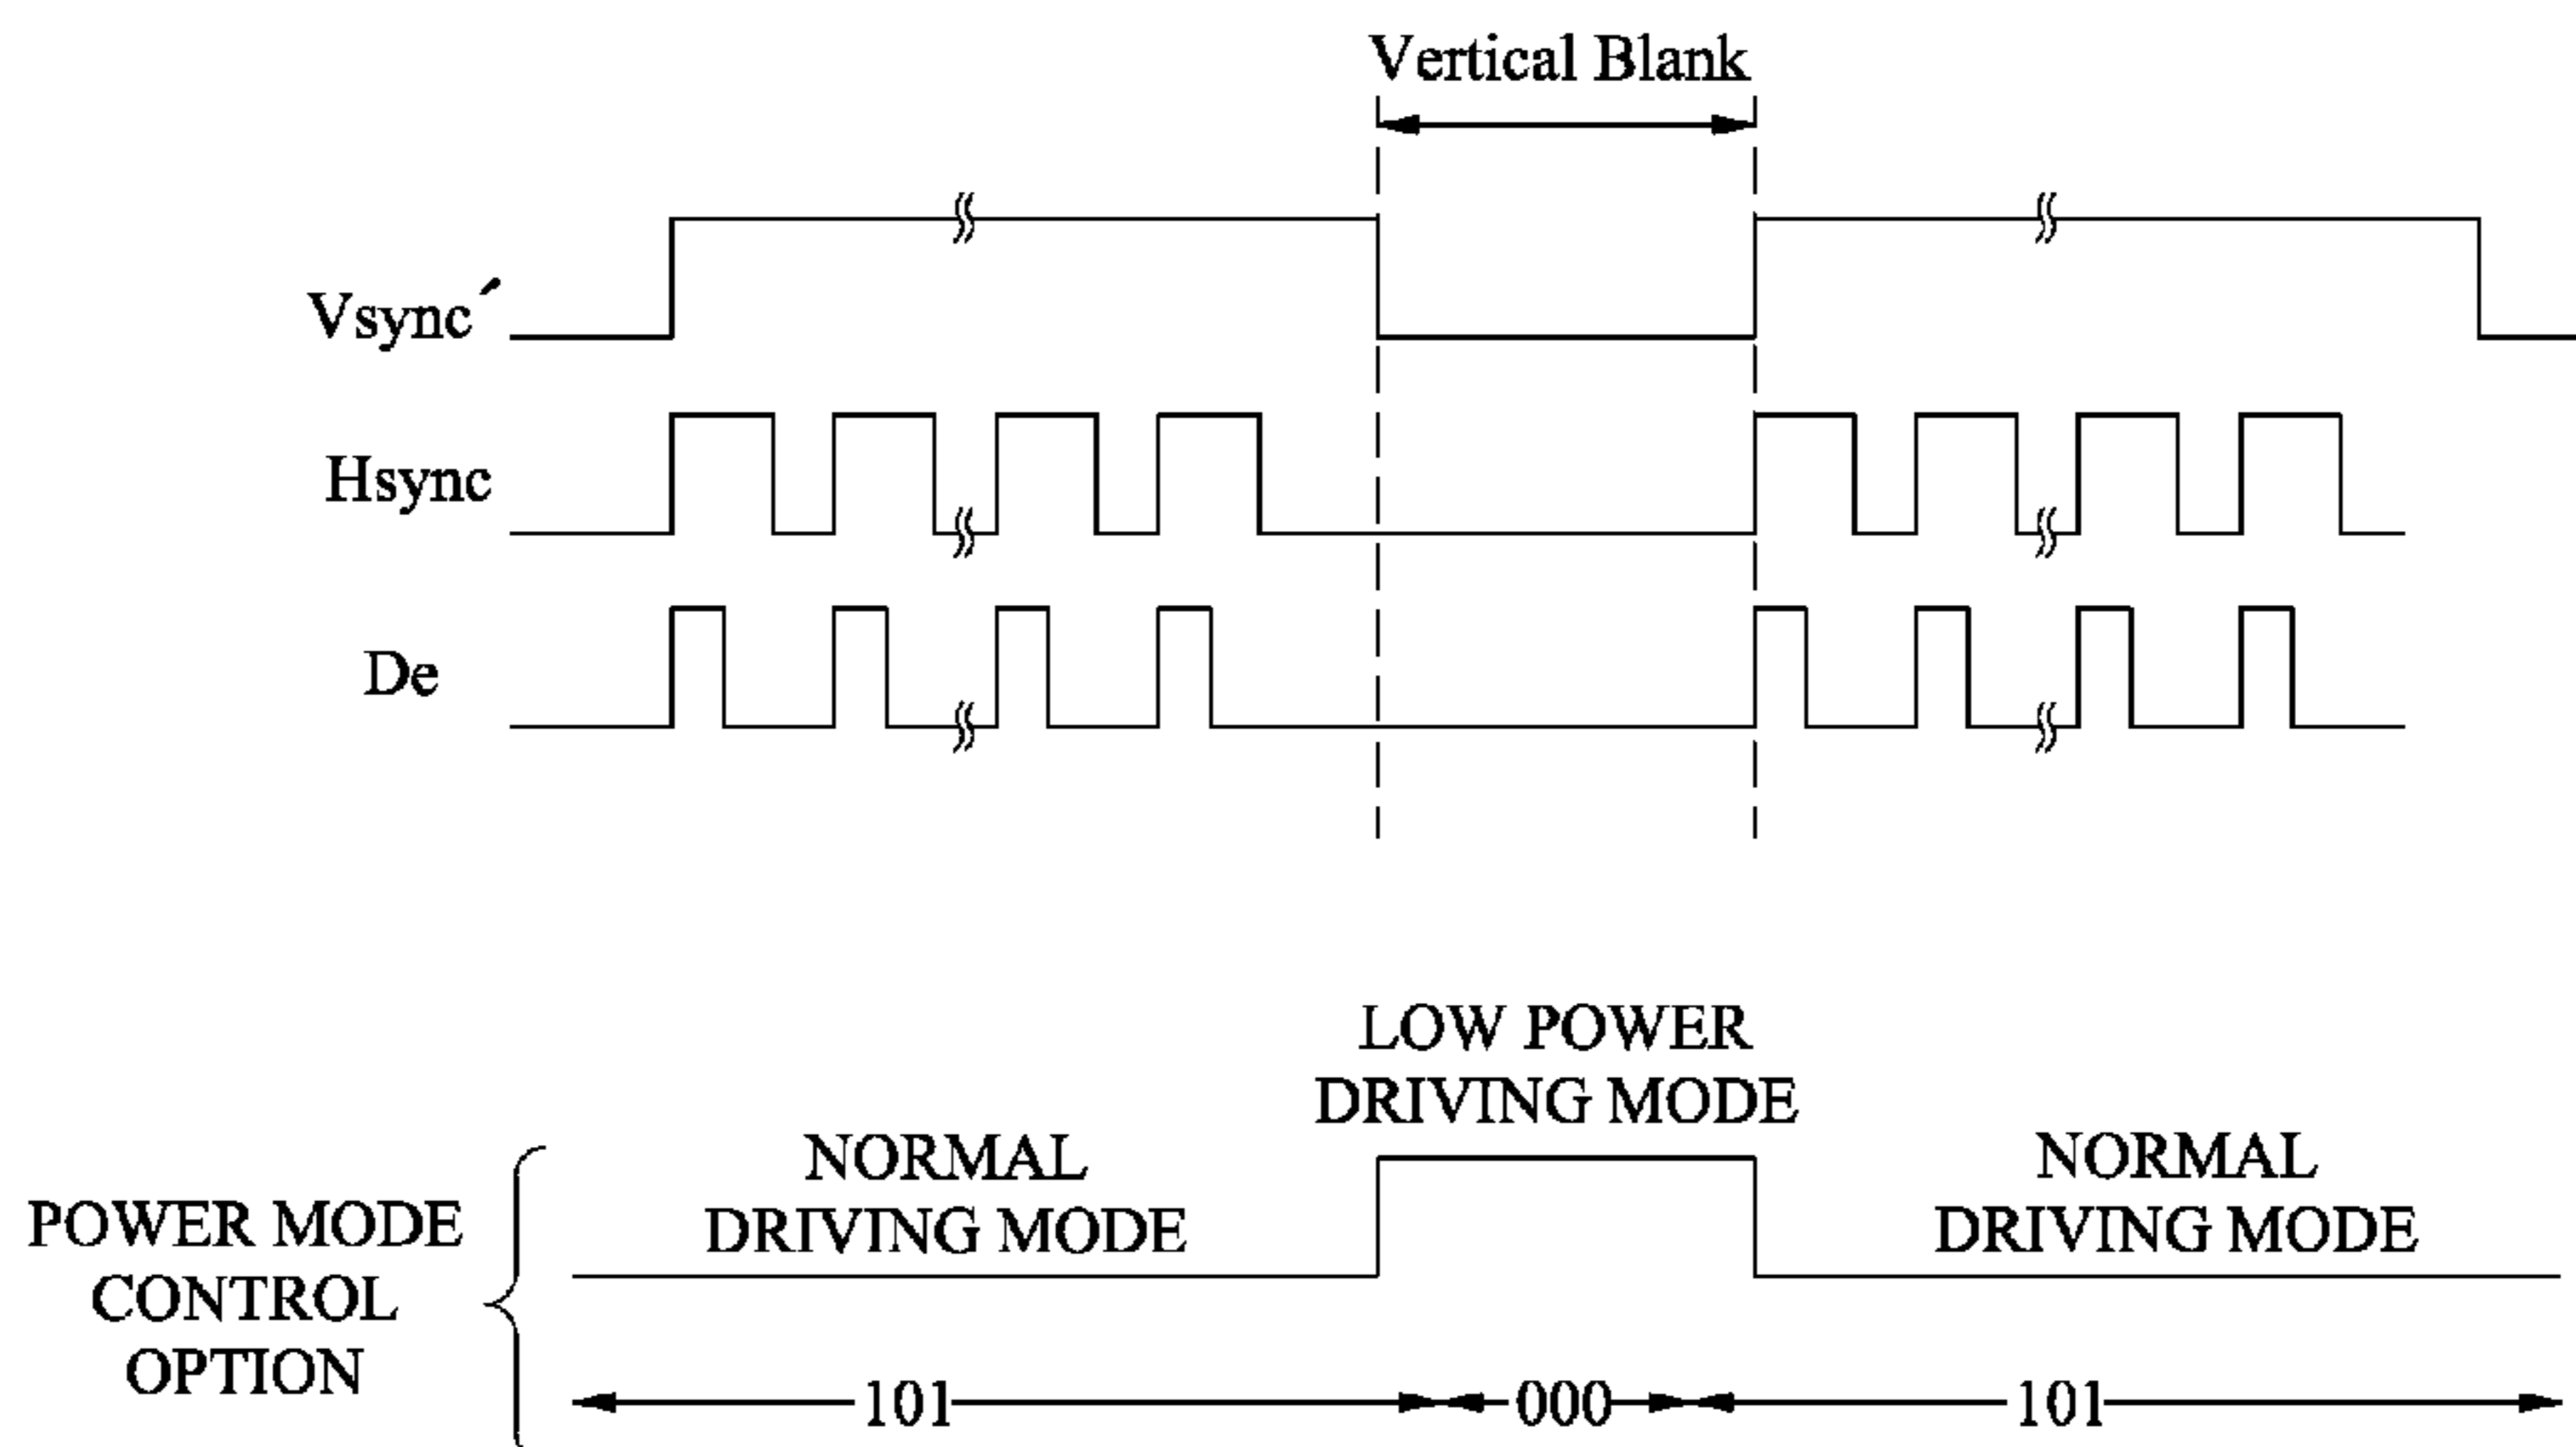 Vertical Blank
Vsync´
Hsync
De
LOW POWER
DRIVING MODE
NORMAL
DRIVING MODE
NORMAL
DRIVING MODE
POWER MODE
CONTROL
OPTION
101
000
101